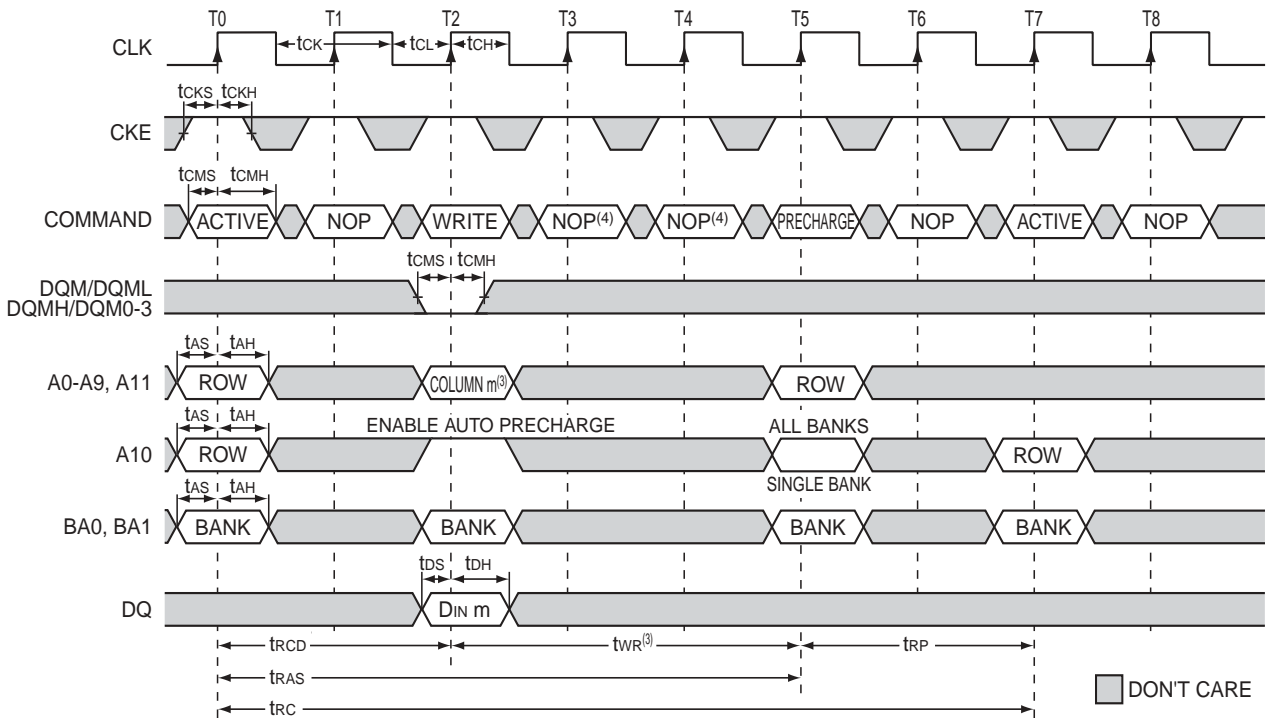 T0 T1 T2 T3 T4 T5 T6 T7 T8
CLK tCK tCL tCH
tCKS tCKH
CKE
tCMS tCMH
COMMAND ACTIVE NOP WRITE NOP(4) NOP(4) PRECHARGE NOP ACTIVE NOP
tCMS tCMH
DQM/DQML
DQMH/DQM0-3
tAS tAH
A0-A9, A11 ROW COLUMN m(3) ROW
tAS tAH ENABLE AUTO PRECHARGE ALL BANKS
A10 ROW ROW
SINGLE BANK
tAS tAH
BA0, BA1 BANK BANK BANK BANK
tDS tDH
DQ DIN m
tRCD tWR(3) tRP
tRAS
DON'T CARE
tRC